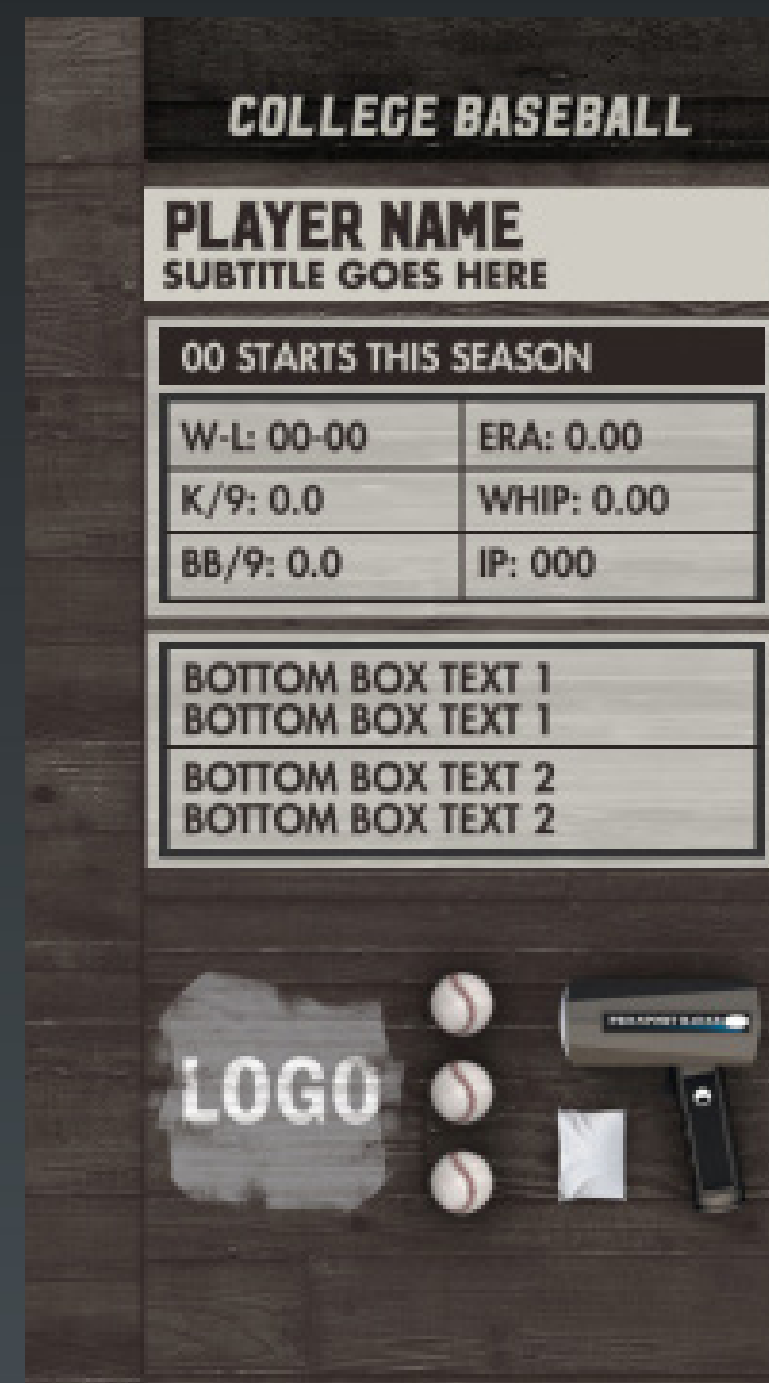 COLLEGE BASEBALL
PLAYER NAME
SUBTITLE GOES HERE
00 STARTS THIS SEASON
W-L: 00-00
ERA: 0.00
K/9: 0.0
WHIP: 0.00
BB/9: 0.0
IP: 000
BOTTOM BOX TEXT 1
BOTTOM BOX TEXT 1
BOTTOM BOX TEXT 2
BOTTOM BOX TEXT 2
LOGO